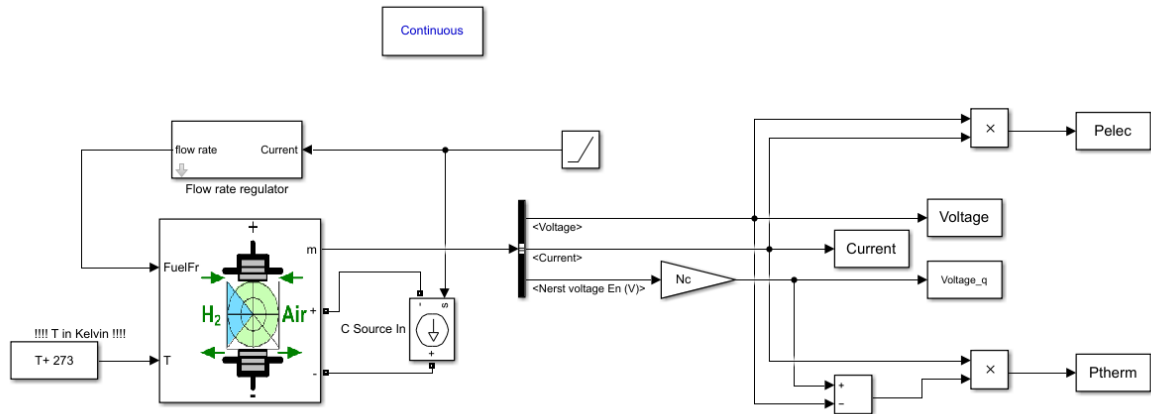 Continuous
flow rate
Current
Flow rate regulator
×
Pelec
+
m
FuelFr
H2
Air
+
-
T
-
!!!! T in Kelvin !!!!
T+ 273
-
s
C Source In
+
<Voltage>
<Current>
<Nerst voltage En (V)>
Nc
Voltage
Current
Voltage_q
+
−
×
Ptherm